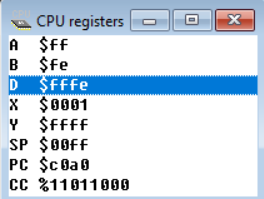 CPU registers
A $ff
B $fe
D $fffe
X $0001
Y $ffff
SP $00ff
PC $c0a0
CC %11011000